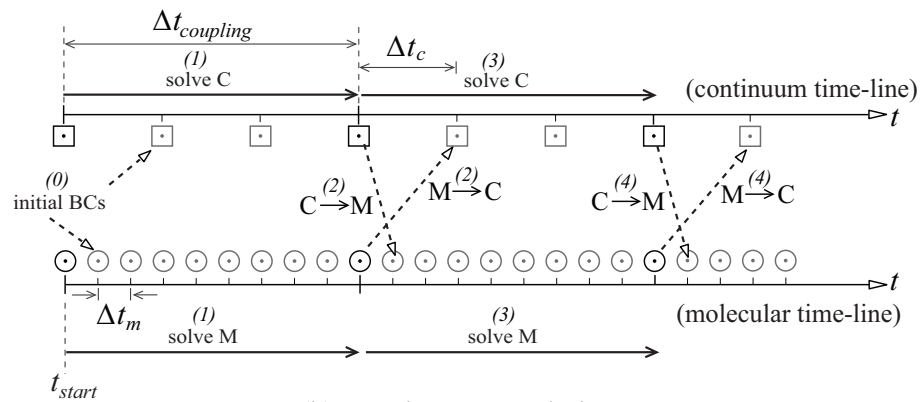 Δt_coupling
(1)
solve C
Δt_c
(3)
solve C
(continuum time-line)
t
(0)
initial BCs
(2)
C→M
(2)
M→C
(4)
C→M
(4)
M→C
t
Δt_m
(1)
solve M
(3)
solve M
(molecular time-line)
t_start